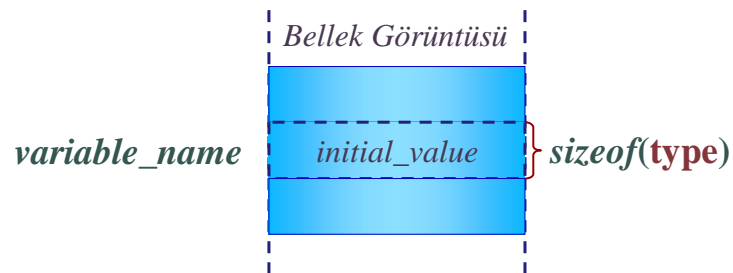 Bellek Görüntüsü
variable_name initial_value sizeof(type)